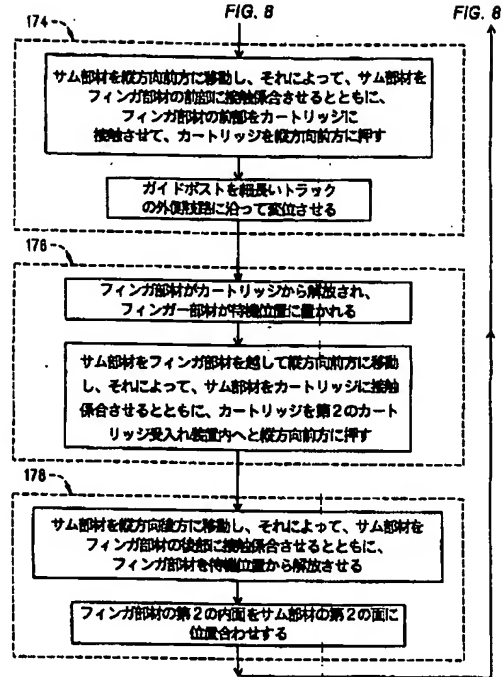 FIG. 8
FIG. 8
174
サム部材を縦方向前方に移動し、それによって、サム部材を
フィンガ部材の前部に接触係合させるとともに、
フィンガ部材の前部をカートリッジに
接触させて、カートリッジを縦方向前方に押す
ガイドポストを細長いトラック
の外側経路に沿って変位させる
176
フィンガ部材がカートリッジから解放され、
フィンガー部材が待機位置に置かれる
サム部材をフィンガ部材を越して縦方向前方に移動
し、それによって、サム部材をカートリッジに接触
係合させるとともに、カートリッジを第2のカート
リッジ受入れ装置内へと縦方向前方に押す
178
サム部材を縦方向後方に移動し、それによって、サム部材を
フィンガ部材の後部に接触係合させるとともに、
フィンガ部材を待機位置から解放させる
フィンガ部材の第2の内面をサム部材の第2の面に
位置合わせする